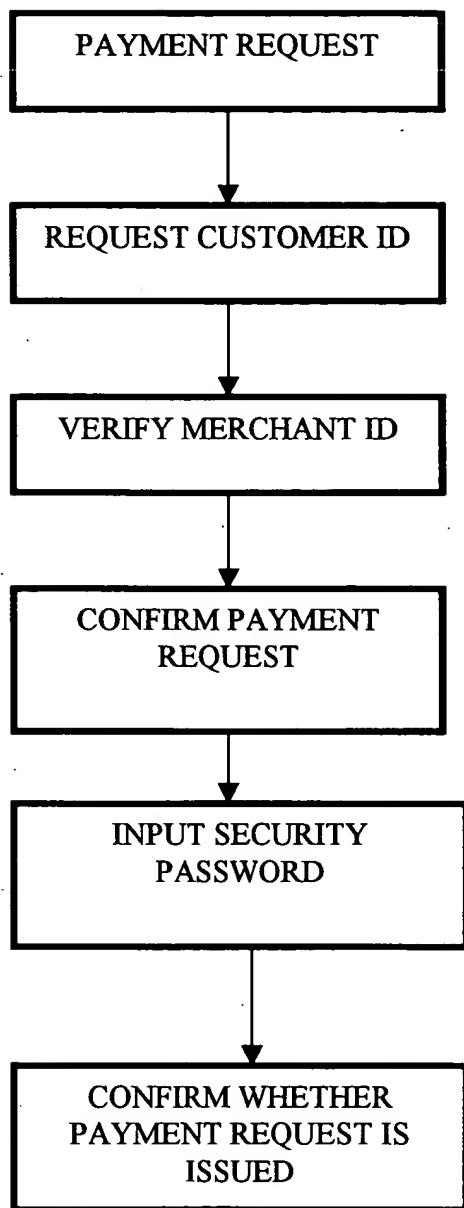 PAYMENT REQUEST
REQUEST CUSTOMER ID
VERIFY MERCHANT ID
CONFIRM PAYMENT
REQUEST
INPUT SECURITY
PASSWORD
CONFIRM WHETHER
PAYMENT REQUEST IS
ISSUED